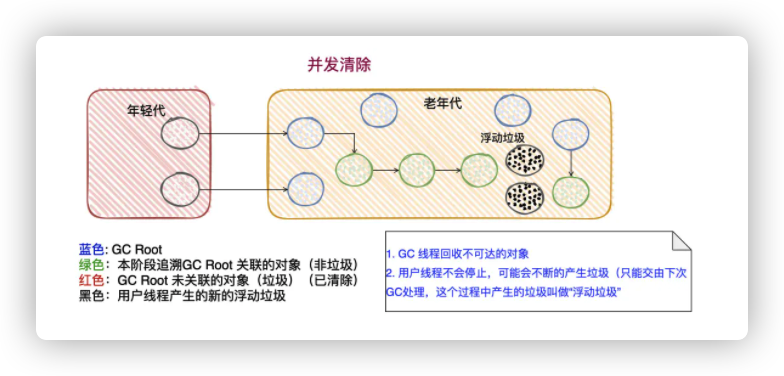 并发清除
年轻代
老年代
浮动垃圾
蓝色: GC Root
绿色：本阶段追溯GC Root 关联的对象（非垃圾）
红色：GC Root 未关联的对象（垃圾）（已清除）
黑色：用户线程产生的新的浮动垃圾
1. GC 线程回收不可达的对象
2. 用户线程不会停止，可能会不断的产生垃圾（只能交由下次
GC处理，这个过程中产生的垃圾叫做“浮动垃圾”